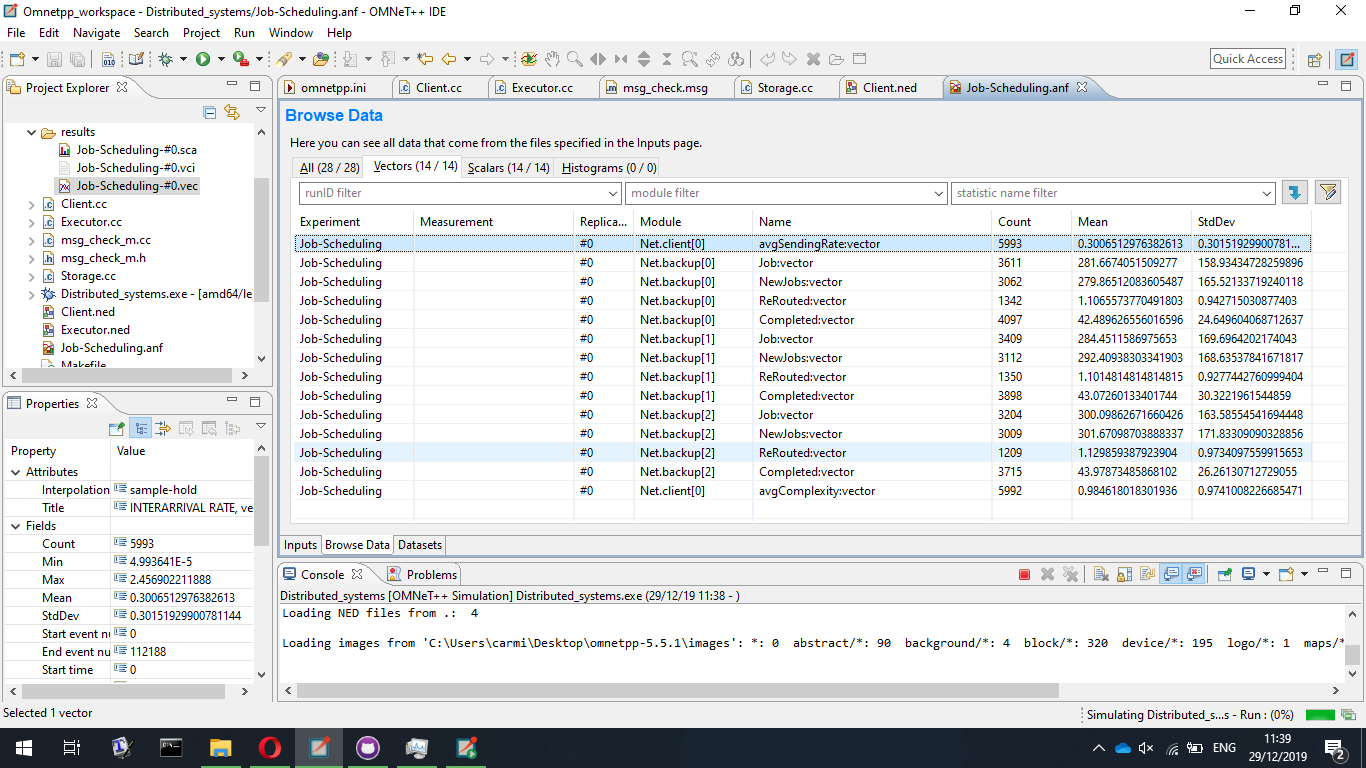 Omnetpp_workspace - Distributed_systems/Job-Scheduling.anf - OMNeT++ IDE
File Edit Navigate Search Project Run Window Help
Quick Access
Project Explorer
results
Job-Scheduling-#0.sca
Job-Scheduling-#0.vci
Job-Scheduling-#0.vec
Client.cc
Executor.cc
msg_check_m.cc
msg_check_m.h
Storage.cc
Distributed_systems.exe - [amd64/le
Client.ned
Executor.ned
Job-Scheduling.anf
Makefile
Properties
Property Value
Attributes
Interpolation sample-hold
Title INTERARRIVAL RATE, ve
Fields
Count 5993
Min 4.993641E-5
Max 2.456902211888
Mean 0.3006512976382613
StdDev 0.30151929900781144
Start event nu 0
End event nu 112188
Start time 0
omnetpp.ini Client.cc Executor.cc msg_check.msg Storage.cc Client.ned Job-Scheduling.anf
Browse Data
Here you can see all data that come from the files specified in the Inputs page.
All (28 / 28) Vectors (14 / 14) Scalars (14 / 14) Histograms (0 / 0)
runID filter module filter statistic name filter
Experiment Measurement Replica... Module Name Count Mean StdDev
Job-Scheduling #0 Net.client[0] avgSendingRate:vector 5993 0.3006512976382613 0.30151929900781...
Job-Scheduling #0 Net.backup[0] Job:vector 3611 281.6674051509277 158.93434728259896
Job-Scheduling #0 Net.backup[0] NewJobs:vector 3062 279.86512083605487 165.52133719240118
Job-Scheduling #0 Net.backup[0] ReRouted:vector 1342 1.1065573770491803 0.942715030877403
Job-Scheduling #0 Net.backup[0] Completed:vector 4097 42.489626556016596 24.649604068712637
Job-Scheduling #0 Net.backup[1] Job:vector 3409 284.4511586975653 169.6964202174043
Job-Scheduling #0 Net.backup[1] NewJobs:vector 3112 292.40938303341903 168.63537841671817
Job-Scheduling #0 Net.backup[1] ReRouted:vector 1350 1.1014814814814815 0.9277442760999404
Job-Scheduling #0 Net.backup[1] Completed:vector 3898 43.07260133401744 30.3221961544859
Job-Scheduling #0 Net.backup[2] Job:vector 3204 300.09862671660426 163.58554541694448
Job-Scheduling #0 Net.backup[2] NewJobs:vector 3009 301.67098703888337 171.83309090328856
Job-Scheduling #0 Net.backup[2] ReRouted:vector 1209 1.129859387923904 0.9734097559915653
Job-Scheduling #0 Net.backup[2] Completed:vector 3715 43.97873485868102 26.26130712729055
Job-Scheduling #0 Net.client[0] avgComplexity:vector 5992 0.984618018301936 0.9741008226685471
Inputs Browse Data Datasets
Console Problems
Distributed_systems [OMNeT++ Simulation] Distributed_systems.exe (29/12/19 11:38 - )
Loading NED files from .: 4
Loading images from 'C:\Users\carmi\Desktop\omnetpp-5.5.1\images': *: 0 abstract/*: 90 background/*: 4 block/*: 320 device/*: 195 logo/*: 1 maps/*
Selected 1 vector
Simulating Distributed_s...s - Run : (0%)
ENG
11:39
29/12/2019
2